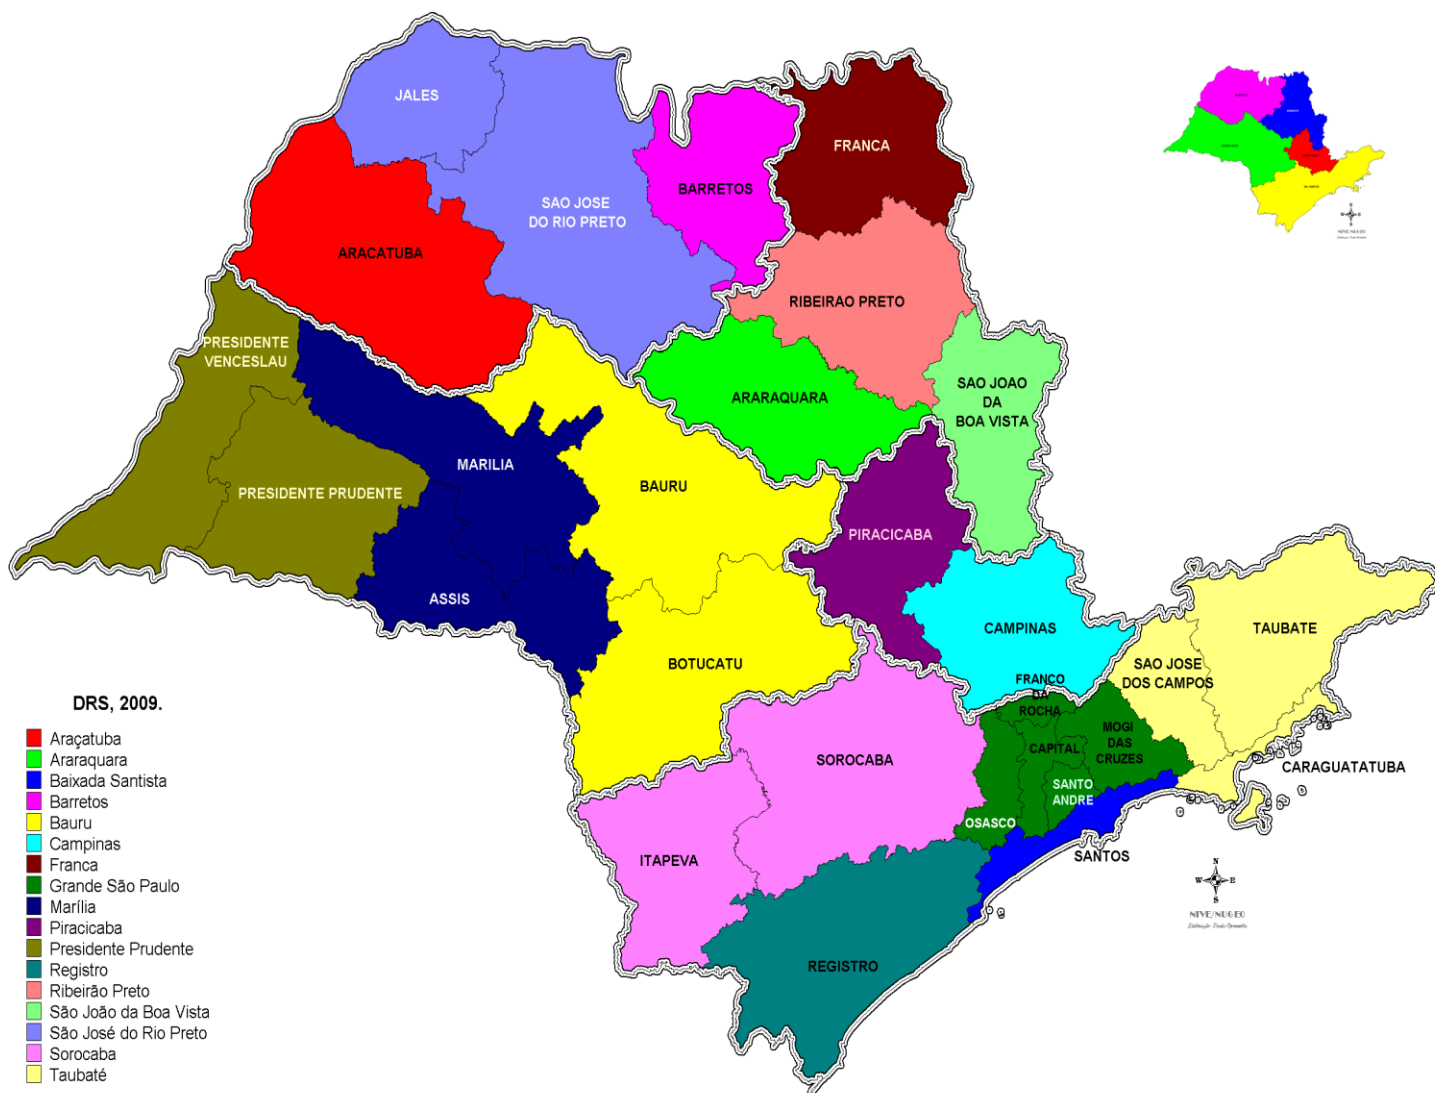 JALES
FRANCA
BARRETOS
SAO JOSE
DO RIO PRETO
ARACATUBA
RIBEIRAO PRETO
PRESIDENTE
VENCESLAU
SAO JOAO
DA
BOA VISTA
ARARAQUARA
MARILIA
BAURU
PRESIDENTE PRUDENTE
PIRACICABA
ASSIS
CAMPINAS
TAUBATE
BOTUCATU
SAO JOSE
DOS CAMPOS
FRANCO
DA
ROCHA
MOGI
DAS
CRUZES
CAPITAL
SOROCABA
SANTO
ANDRE
CARAGUATATUBA
OSASCO
SANTOS
ITAPEVA
REGISTRO
N
W E
S
NIVE/NUGEO
DRS, 2009.
Araçatuba
Araraquara
Baixada Santista
Barretos
Bauru
Campinas
Franca
Grande São Paulo
Marília
Piracicaba
Presidente Prudente
Registro
Ribeirão Preto
São João da Boa Vista
São José do Rio Preto
Sorocaba
Taubaté